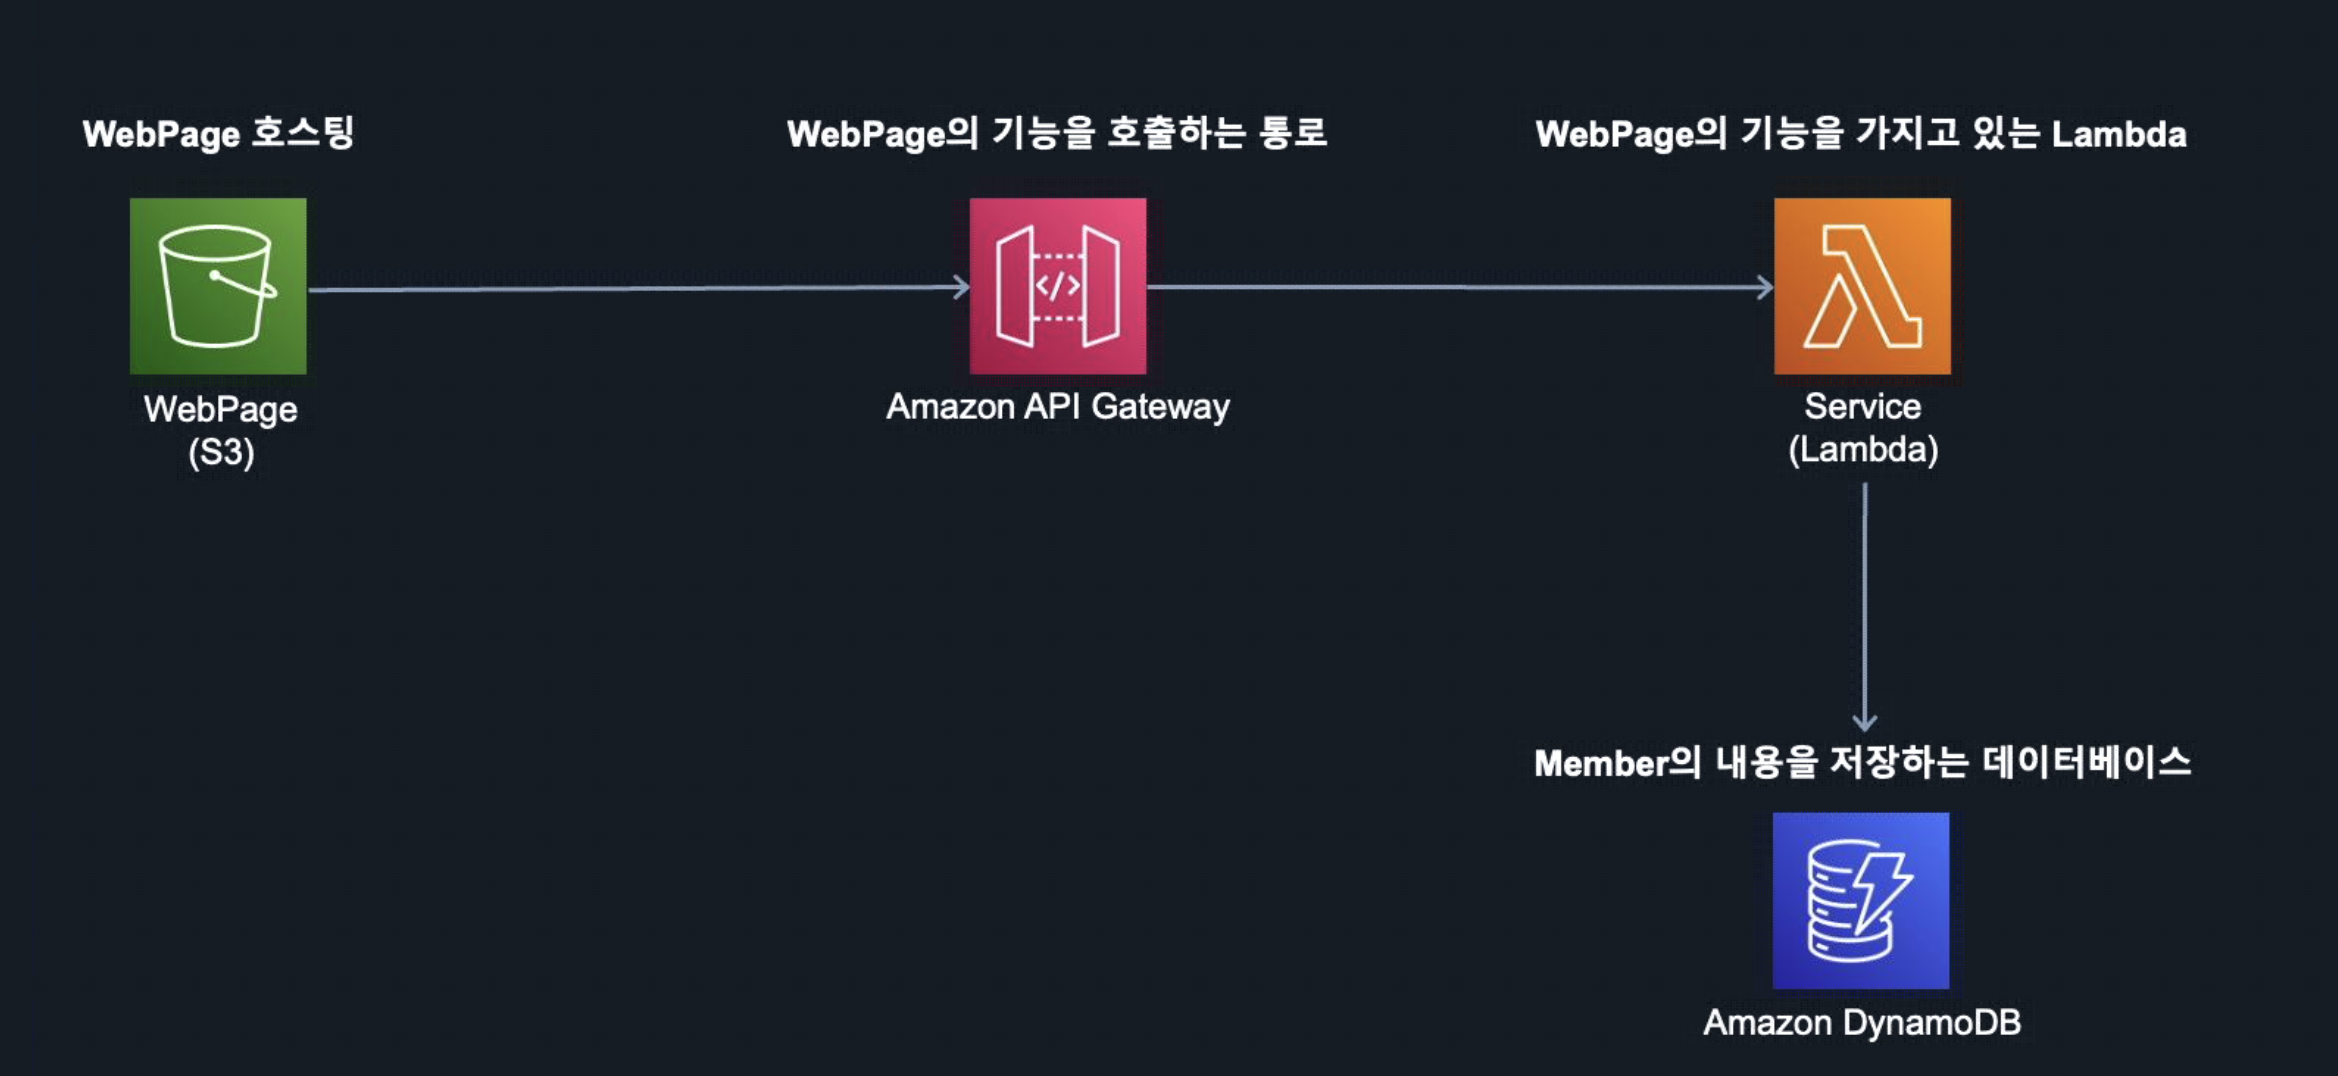 WebPage 호스팅
WebPage의 기능을 호출하는 통로
WebPage의 기능을 가지고 있는 Lambda
</>
WebPage
(S3)
Amazon API Gateway
Service
(Lambda)
Member의 내용을 저장하는 데이터베이스
Amazon DynamoDB